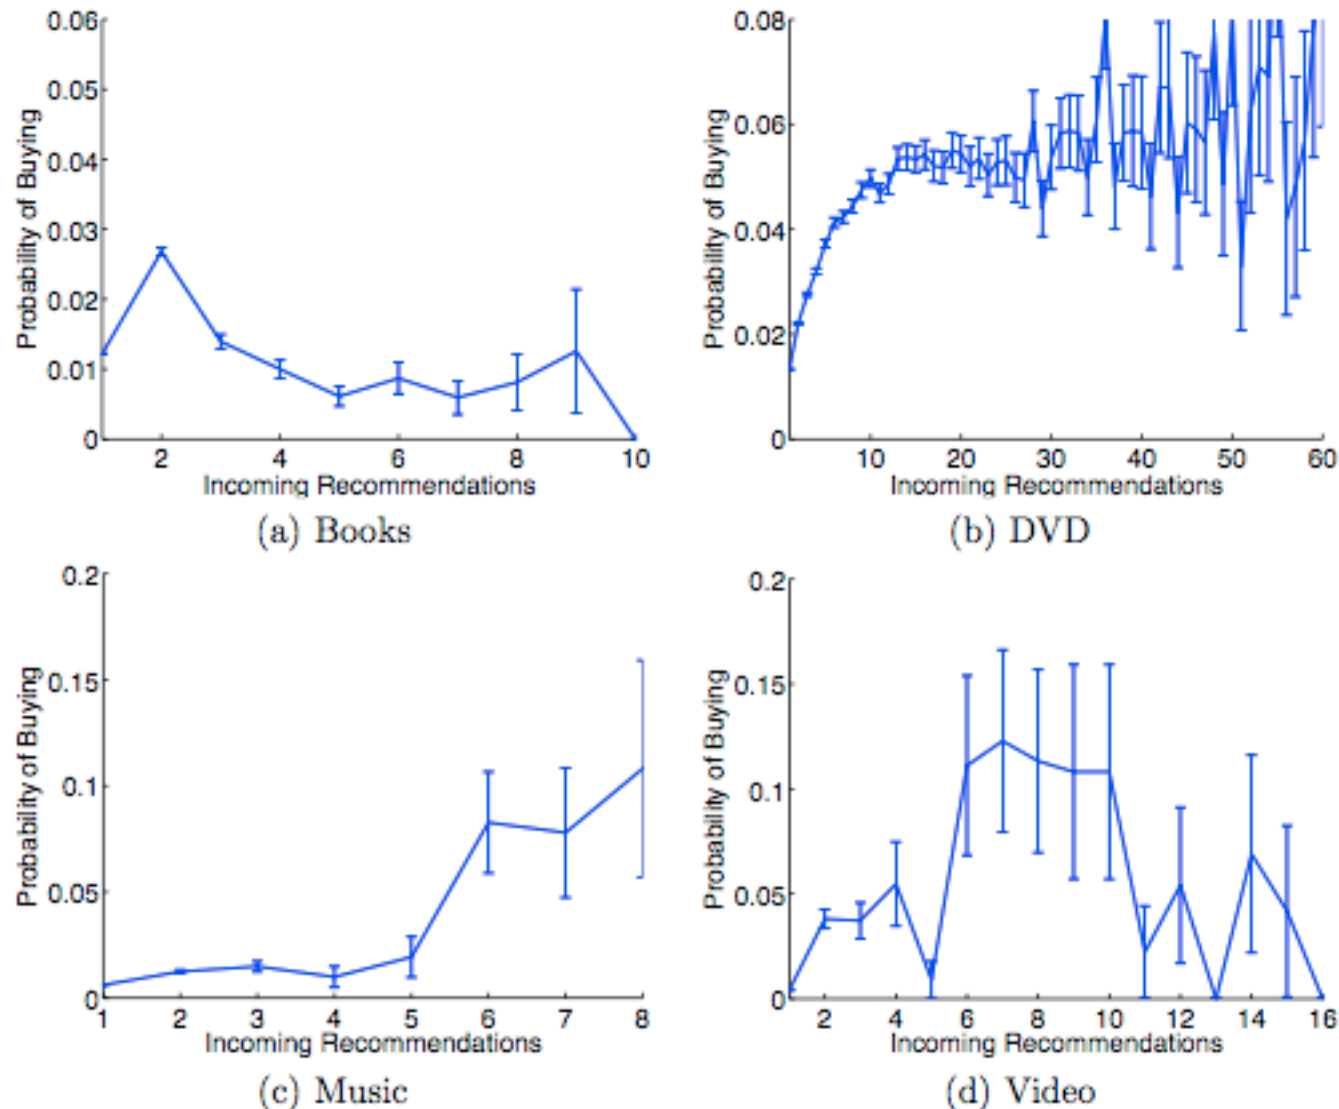 0.06
0.05
0.04
0.03
0.02
0.01
0
Probability of Buying
2 4 6 8 10
Incoming Recommendations
(a) Books
0.08
0.06
0.04
0.02
0
Probability of Buying
10 20 30 40 50 60
Incoming Recommendations
(b) DVD
0.2
0.15
0.1
0.05
0
Probability of Buying
1 2 3 4 5 6 7 8
Incoming Recommendations
(c) Music
0.2
0.15
0.1
0.05
0
Probability of Buying
2 4 6 8 10 12 14 16
Incoming Recommendations
(d) Video